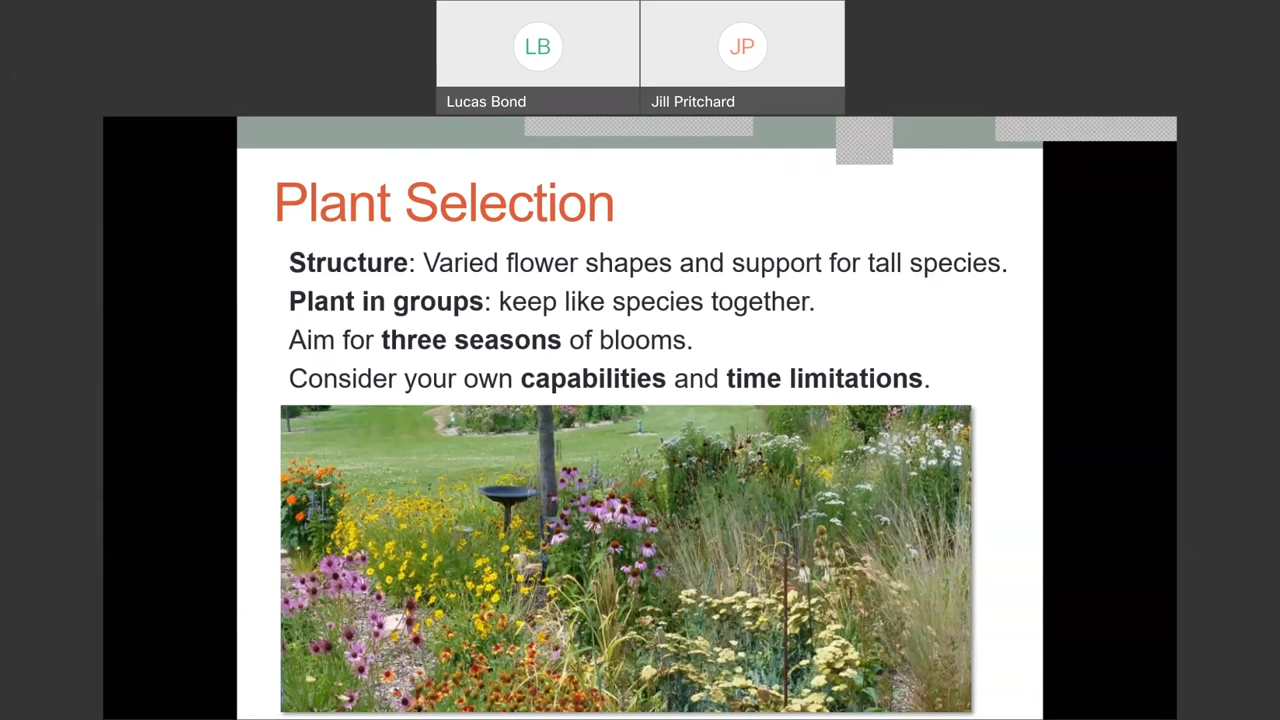 LB
JP
Lucas Bond
Jill Pritchard
Plant Selection
Structure: Varied flower shapes and support for tall species.
Plant in groups: keep like species together.
Aim for three seasons of blooms.
Consider your own capabilities and time limitations.